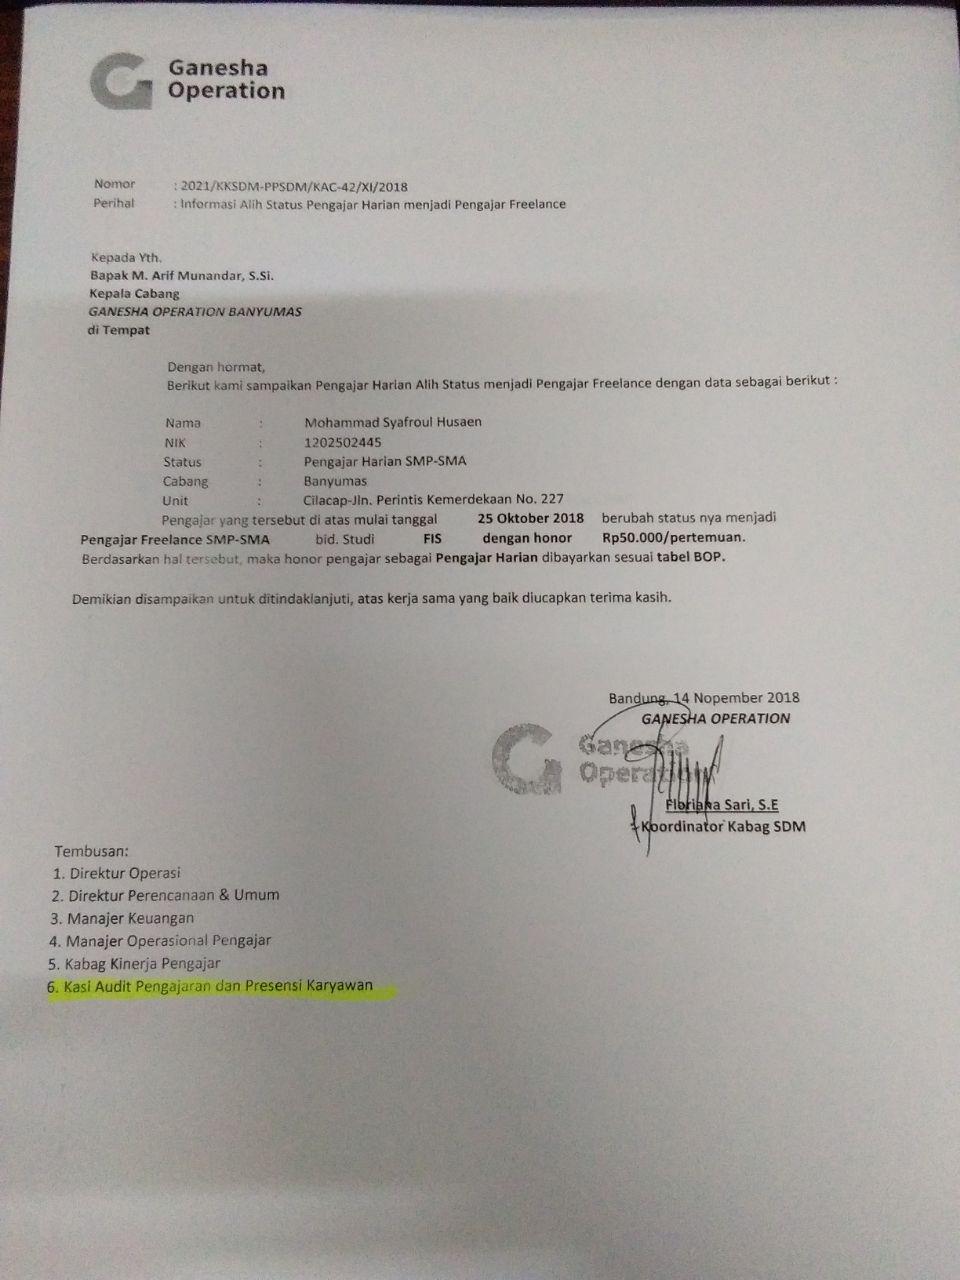 Ganesha
Operation
Nomor : 2021/KKSDM-PPSDM/KAC-42/XI/2018
Perihal : Informasi Alih Status Pengajar Harian menjadi Pengajar Freelance
Kepada Yth.
Bapak M. Arif Munandar, S.Si.
Kepala Cabang
GANESHA OPERATION BANYUMAS
di Tempat
Dengan hormat,
Berikut kami sampaikan Pengajar Harian Alih Status menjadi Pengajar Freelance dengan data sebagai berikut :
Nama : Mohammad Syafroul Husaen
NIK : 1202502445
Status : Pengajar Harian SMP-SMA
Cabang : Banyumas
Unit : Cilacap-Jln. Perintis Kemerdekaan No. 227
Pengajar yang tersebut di atas mulai tanggal 25 Oktober 2018 berubah status nya menjadi
Pengajar Freelance SMP-SMA bid. Studi FIS dengan honor Rp50.000/pertemuan.
Berdasarkan hal tersebut, maka honor pengajar sebagai Pengajar Harian dibayarkan sesuai tabel BOP.
Demikian disampaikan untuk ditindaklanjuti, atas kerja sama yang baik diucapkan terima kasih.
Bandung, 14 Nopember 2018
GANESHA OPERATION
Ganesha
Operation
Floriana Sari, S.E
Koordinator Kabag SDM
Tembusan:
1. Direktur Operasi
2. Direktur Perencanaan & Umum
3. Manajer Keuangan
4. Manajer Operasional Pengajar
5. Kabag Kinerja Pengajar
6. Kasi Audit Pengajaran dan Presensi Karyawan